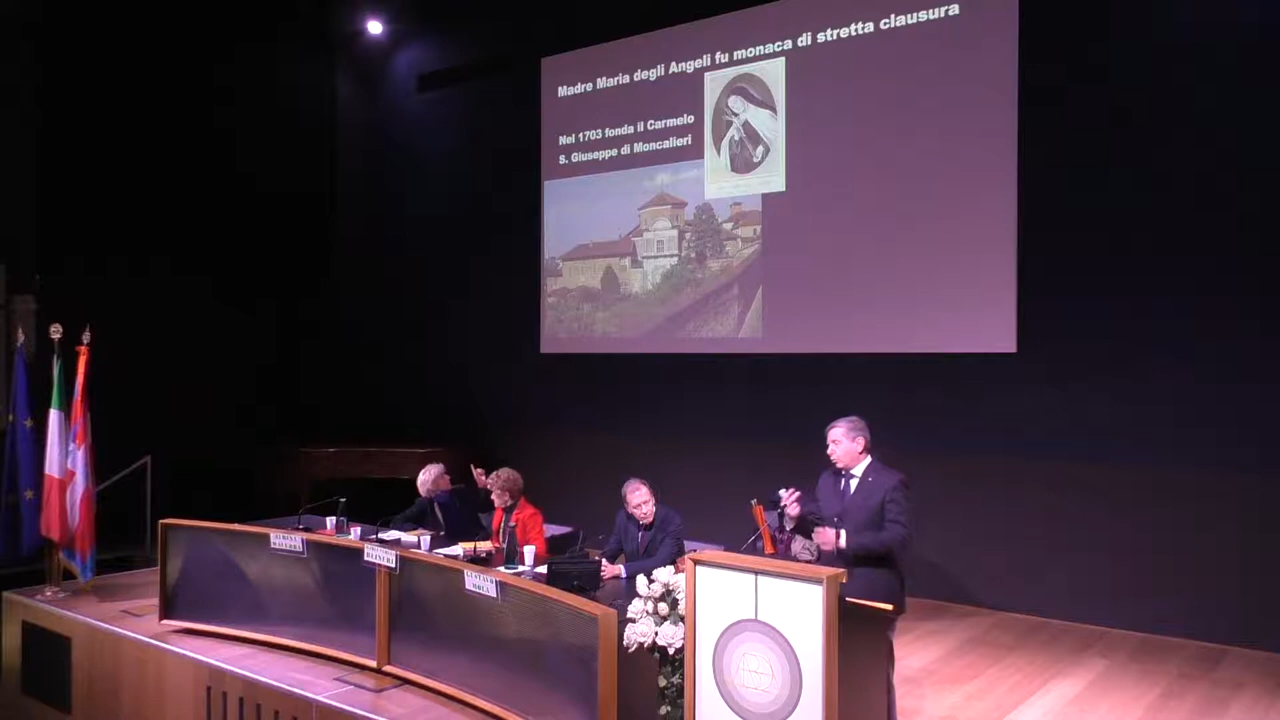 Madre Maria degli Angeli fu monaca di stretta clausura
Nel 1703 fonda il Carmelo
S. Giuseppe di Moncalieri
GUSTAVO
MOLA